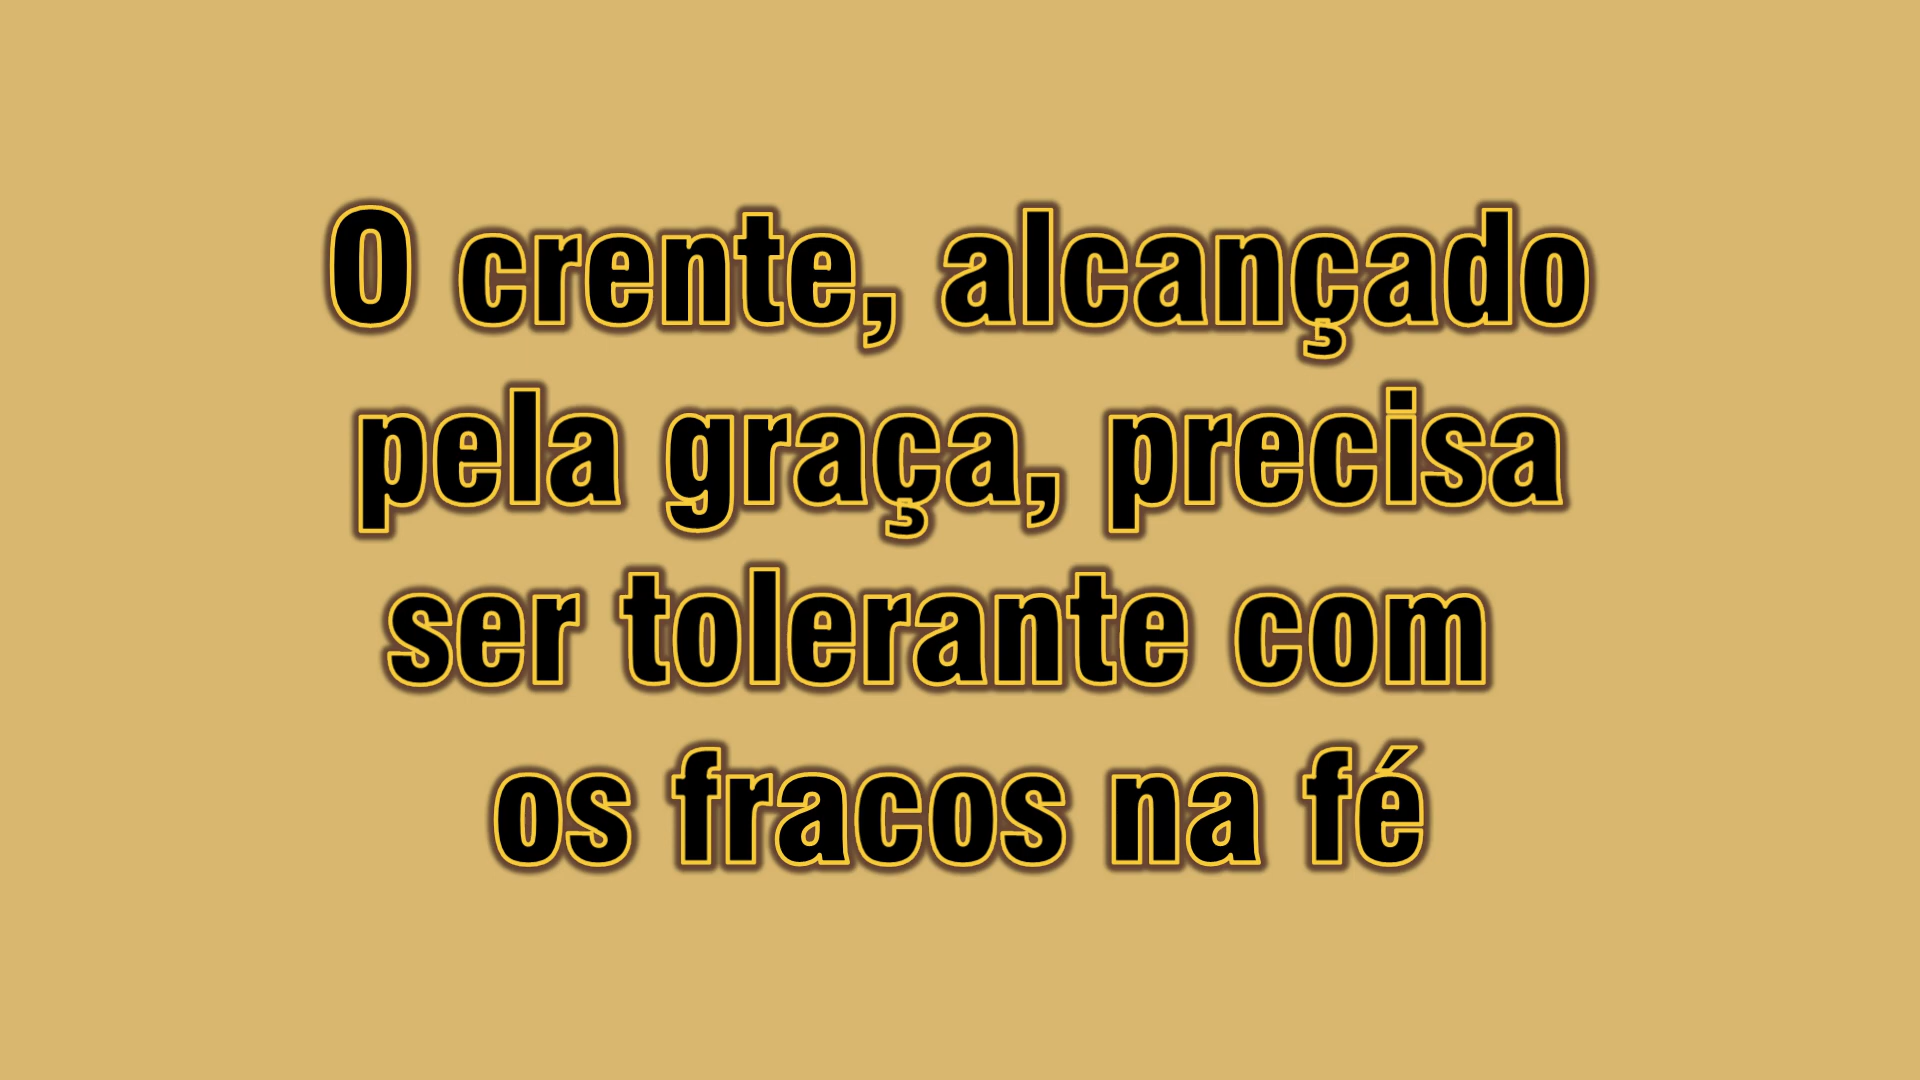 O crente, alcançado
pela graça, precisa
ser tolerante com
os fracos na fé